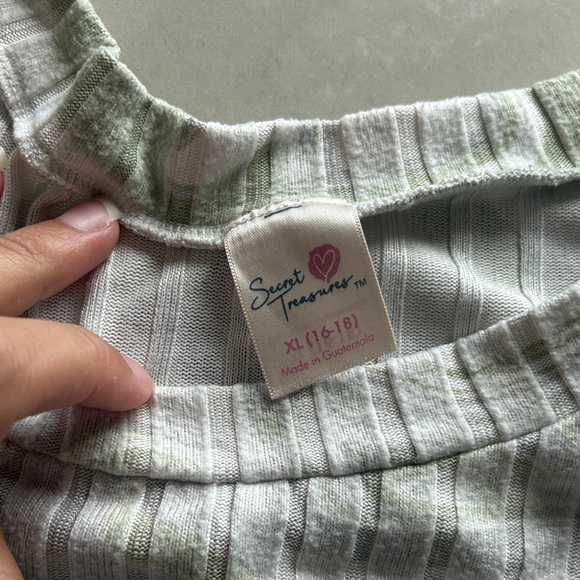 Secret
Treasures™
XL (16-18)
Made in Guatemala